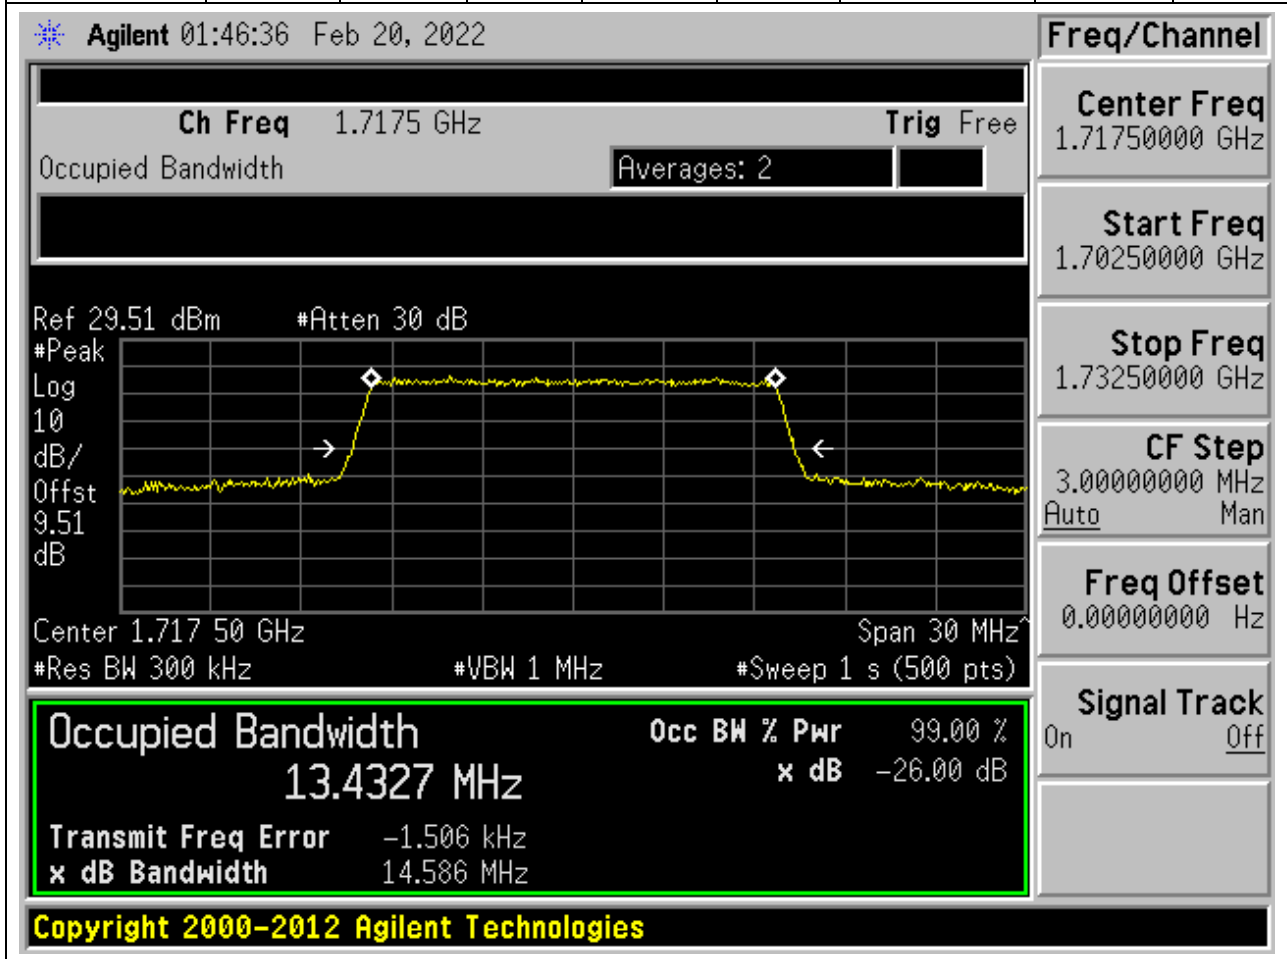 Agilent 01:46:36 Feb 20, 2022
Ch Freq 1.7175 GHz Trig Free
Occupied Bandwidth Averages: 2
Ref 29.51 dBm #Atten 30 dB
#Peak
Log
10
dB/
Offst
9.51
dB
Center 1.717 50 GHz Span 30 MHz^
#Res BW 300 kHz #VBW 1 MHz #Sweep 1 s (500 pts)
Occupied Bandwidth Occ BW % Pwr 99.00 %
13.4327 MHz x dB -26.00 dB
Transmit Freq Error -1.506 kHz
x dB Bandwidth 14.586 MHz
Copyright 2000-2012 Agilent Technologies
Freq/Channel
Center Freq
1.71750000 GHz
Start Freq
1.70250000 GHz
Stop Freq
1.73250000 GHz
CF Step
3.00000000 MHz
Auto Man
Freq Offset
0.00000000 Hz
Signal Track
On Off